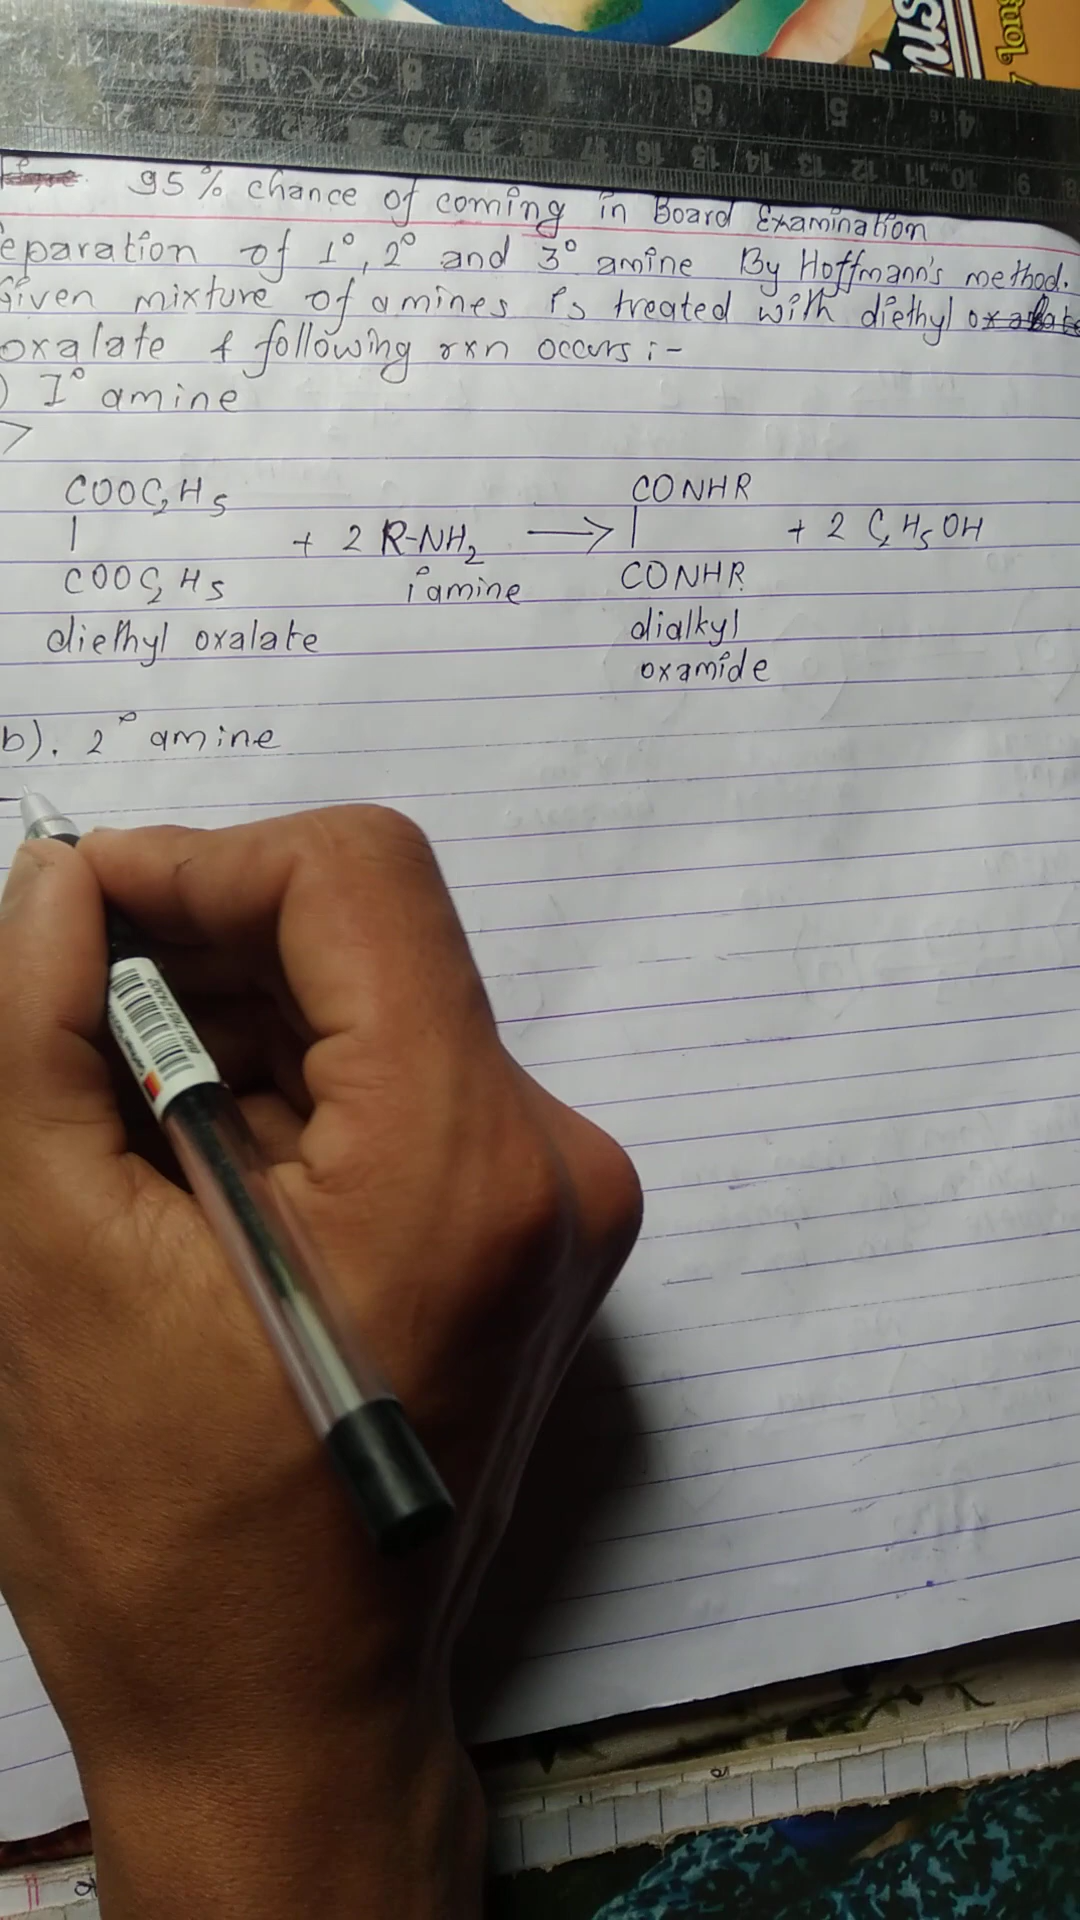 95% chance of coming in Board Examination
eparation of 1°, 2° and 3° amine By Hoffmann's method.
Given mixture of amines is treated with diethyl
oxalate & following rxn occurs :-
) I° amine
COOC2H5
CONHR
+ 2 R-NH2 → + 2 C2H5OH
COOC2H5
1° amine
CONHR
diethyl oxalate
dialkyl
oxamide
b). 2° amine